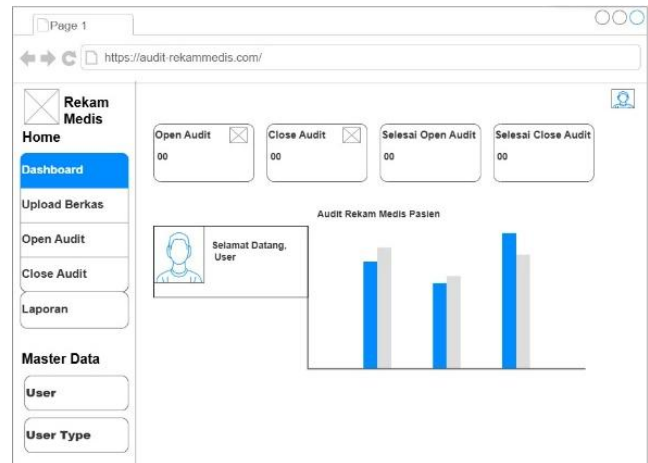 Page 1
https://audit-rekammedis.com/
Rekam
Medis
Home
Dashboard
Upload Berkas
Open Audit
Close Audit
Laporan
Master Data
User
User Type
Open Audit
00
Close Audit
00
Selesai Open Audit
00
Selesai Close Audit
00
Audit Rekam Medis Pasien
Selamat Datang,
User